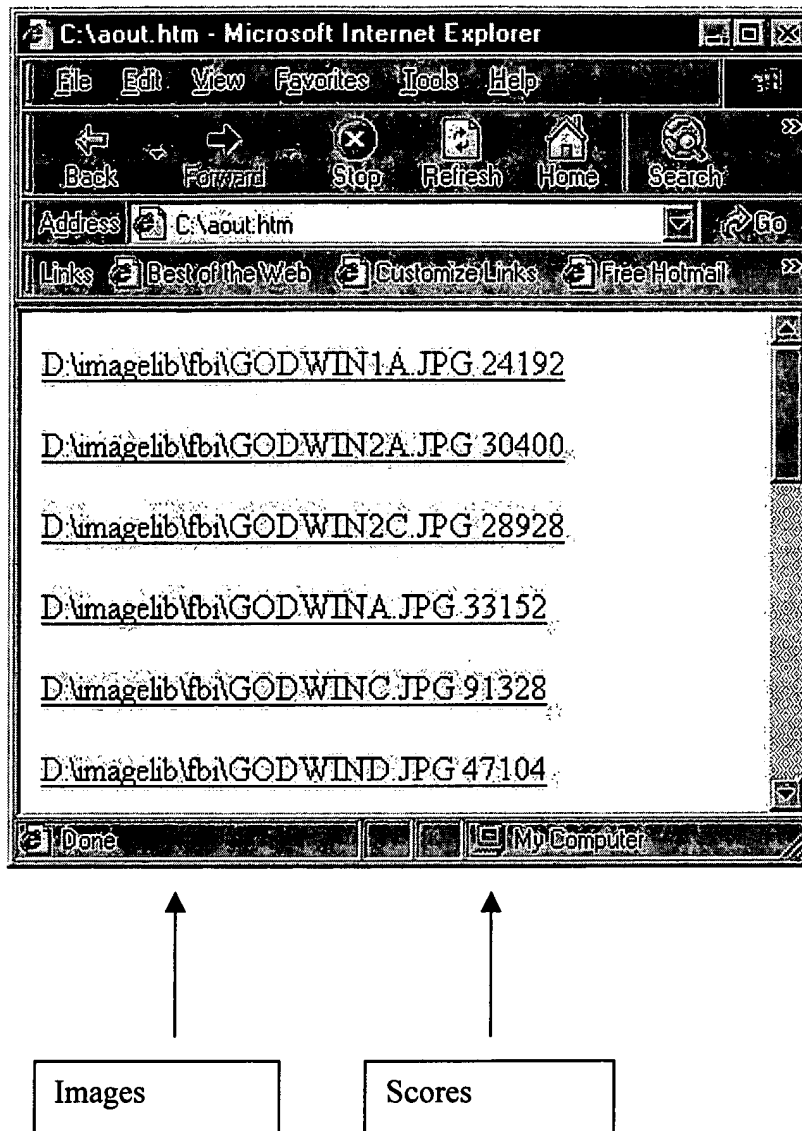 C:\aout.htm - Microsoft Internet Explorer
File Edit View Favorites Tools Help
Back Forward Stop Refresh Home Search
Address C:\aout.htm Go
Links Best of the Web Customize Links Free Hotmail
D:\imagelib\fbi\GODWIN1A.JPG 24192
D:\imagelib\fbi\GODWIN2A.JPG 30400
D:\imagelib\fbi\GODWIN2C.JPG 28928
D:\imagelib\fbi\GODWINA.JPG 33152
D:\imagelib\fbi\GODWINC.JPG 91328
D:\imagelib\fbi\GODWIND.JPG 47104
Done My Computer
Images Scores